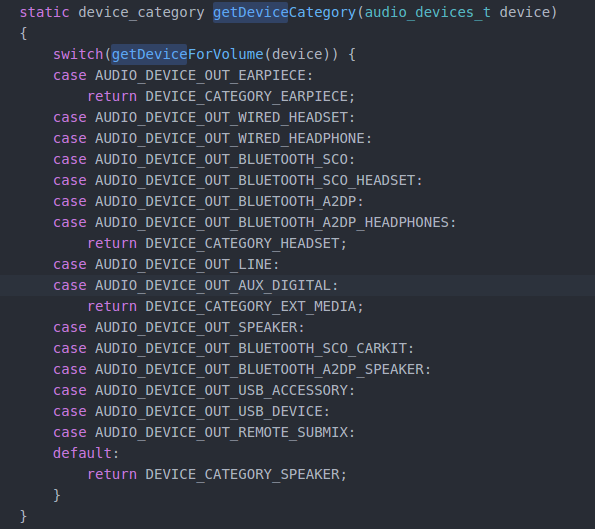 static device_category getDeviceCategory(audio_devices_t device)
{
    switch(getDeviceForVolume(device)) {
    case AUDIO_DEVICE_OUT_EARPIECE:
        return DEVICE_CATEGORY_EARPIECE;
    case AUDIO_DEVICE_OUT_WIRED_HEADSET:
    case AUDIO_DEVICE_OUT_WIRED_HEADPHONE:
    case AUDIO_DEVICE_OUT_BLUETOOTH_SCO:
    case AUDIO_DEVICE_OUT_BLUETOOTH_SCO_HEADSET:
    case AUDIO_DEVICE_OUT_BLUETOOTH_A2DP:
    case AUDIO_DEVICE_OUT_BLUETOOTH_A2DP_HEADPHONES:
        return DEVICE_CATEGORY_HEADSET;
    case AUDIO_DEVICE_OUT_LINE:
    case AUDIO_DEVICE_OUT_AUX_DIGITAL:
        return DEVICE_CATEGORY_EXT_MEDIA;
    case AUDIO_DEVICE_OUT_SPEAKER:
    case AUDIO_DEVICE_OUT_BLUETOOTH_SCO_CARKIT:
    case AUDIO_DEVICE_OUT_BLUETOOTH_A2DP_SPEAKER:
    case AUDIO_DEVICE_OUT_USB_ACCESSORY:
    case AUDIO_DEVICE_OUT_USB_DEVICE:
    case AUDIO_DEVICE_OUT_REMOTE_SUBMIX:
    default:
        return DEVICE_CATEGORY_SPEAKER;
    }
}